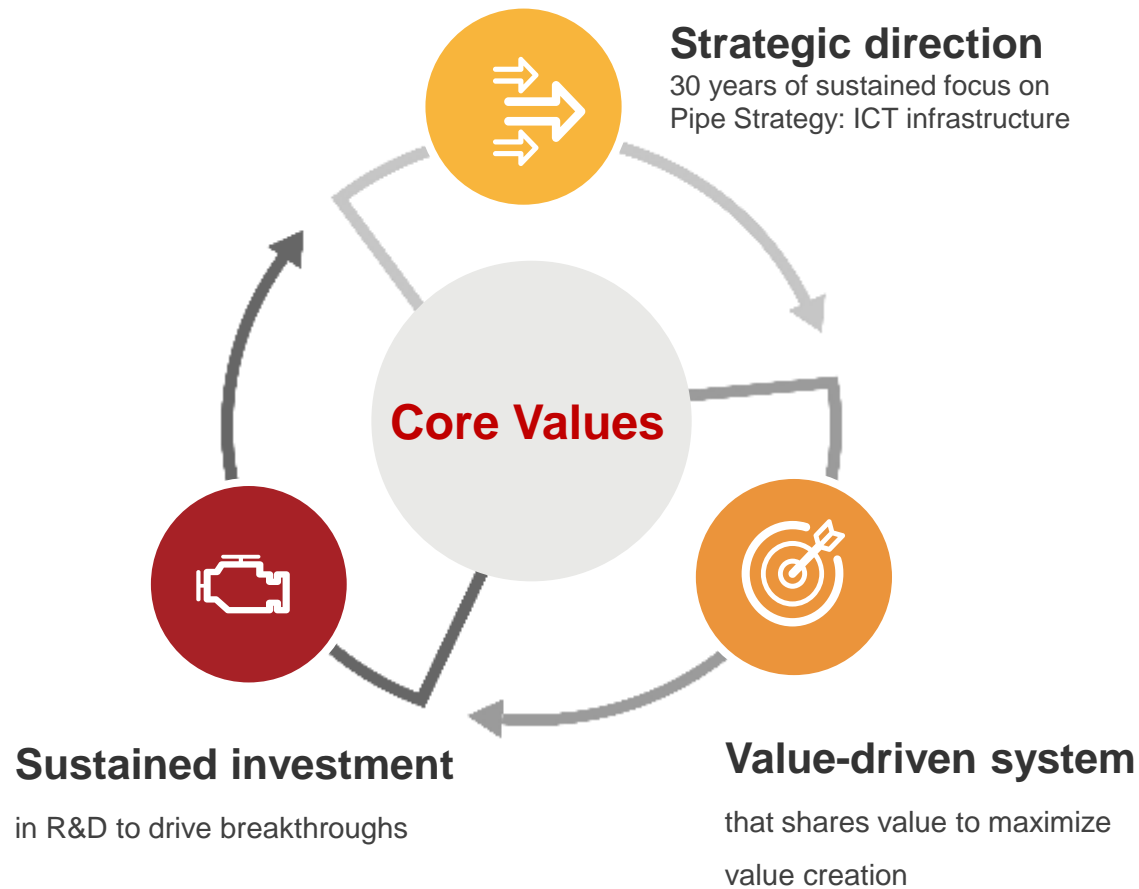 Strategic direction
30 years of sustained focus on
Pipe Strategy: ICT infrastructure
Core Values
Sustained investment
in R&D to drive breakthroughs
Value-driven system
that shares value to maximize
value creation